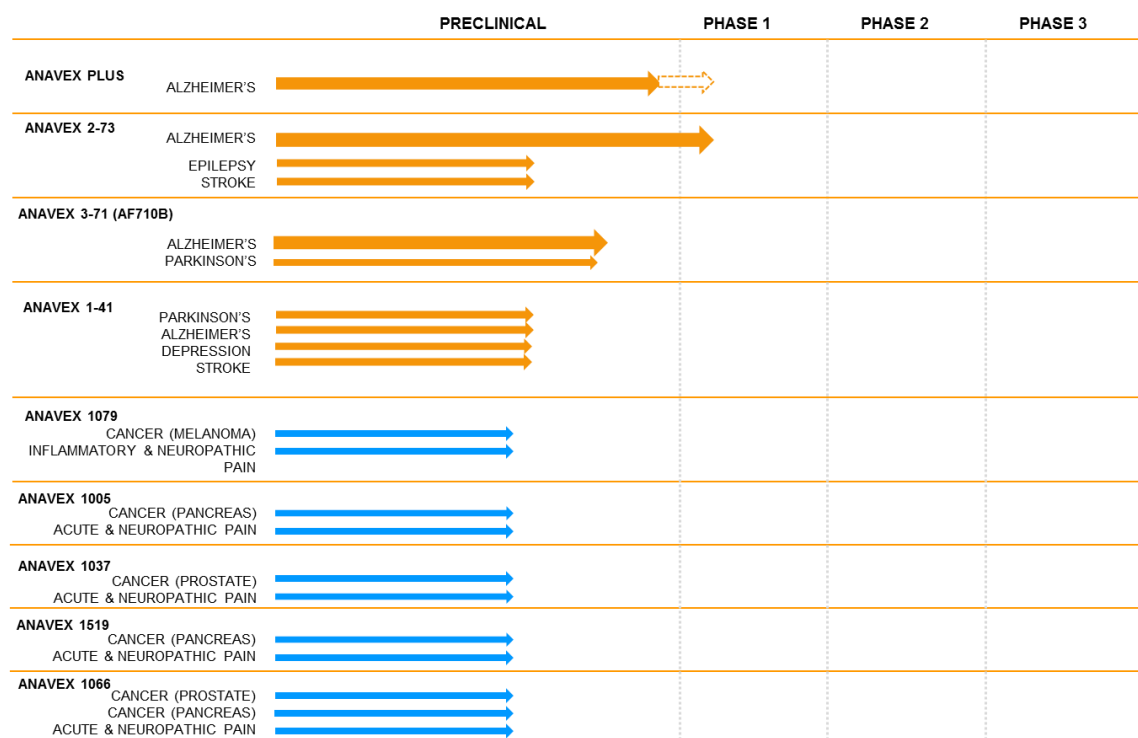 PRECLINICAL PHASE 1 PHASE 2 PHASE 3
ANAVEX PLUS
ALZHEIMER'S
ANAVEX 2-73
ALZHEIMER'S
EPILEPSY
STROKE
ANAVEX 3-71 (AF710B)
ALZHEIMER'S
PARKINSON'S
ANAVEX 1-41
PARKINSON'S
ALZHEIMER'S
DEPRESSION
STROKE
ANAVEX 1079
CANCER (MELANOMA)
INFLAMMATORY & NEUROPATHIC
PAIN
ANAVEX 1005
CANCER (PANCREAS)
ACUTE & NEUROPATHIC PAIN
ANAVEX 1037
CANCER (PROSTATE)
ACUTE & NEUROPATHIC PAIN
ANAVEX 1519
CANCER (PANCREAS)
ACUTE & NEUROPATHIC PAIN
ANAVEX 1066
CANCER (PROSTATE)
CANCER (PANCREAS)
ACUTE & NEUROPATHIC PAIN